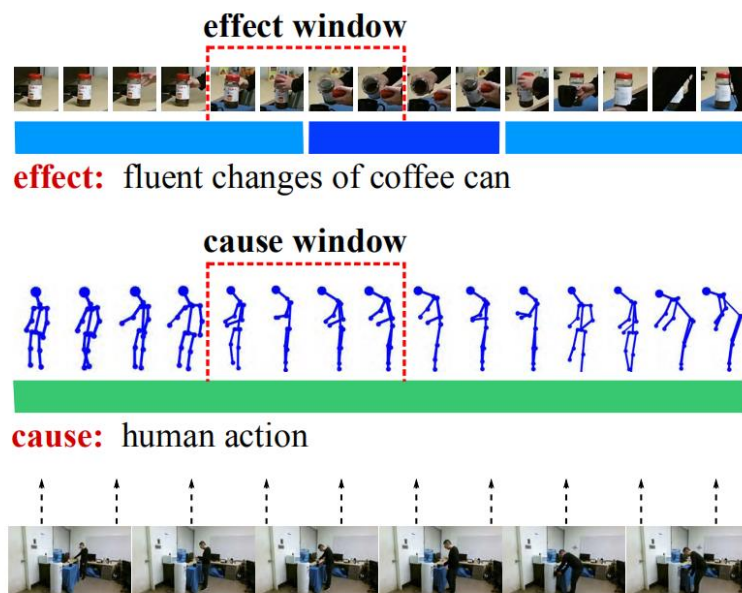 effect window
effect: fluent changes of coffee can
cause window
cause: human action